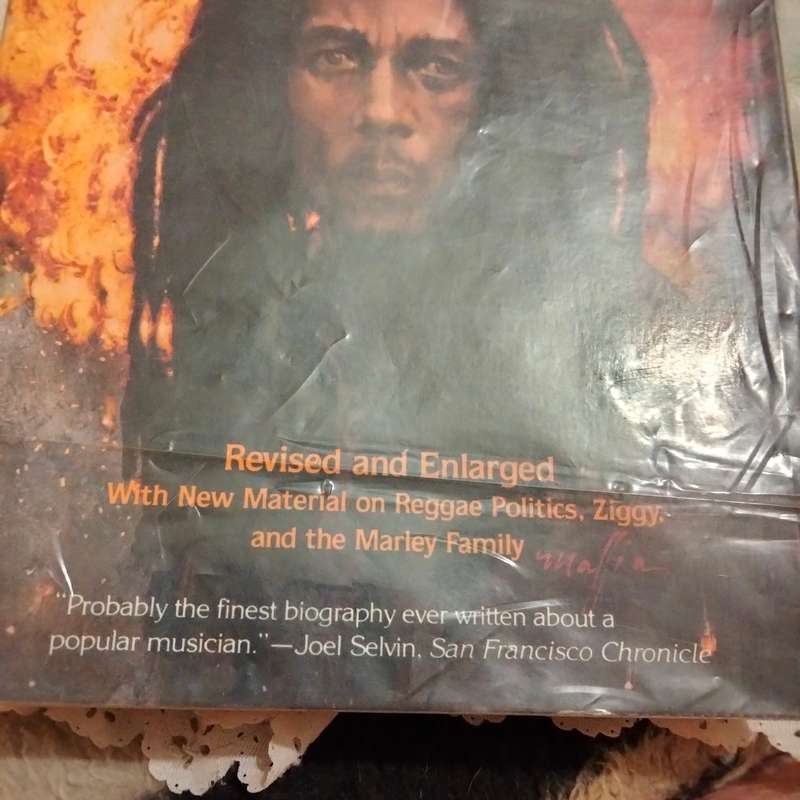 Revised and Enlarged
With New Material on Reggae Politics, Ziggy,
and the Marley Family mafia
"Probably the finest biography ever written about a
popular musician."—Joel Selvin, San Francisco Chronicle